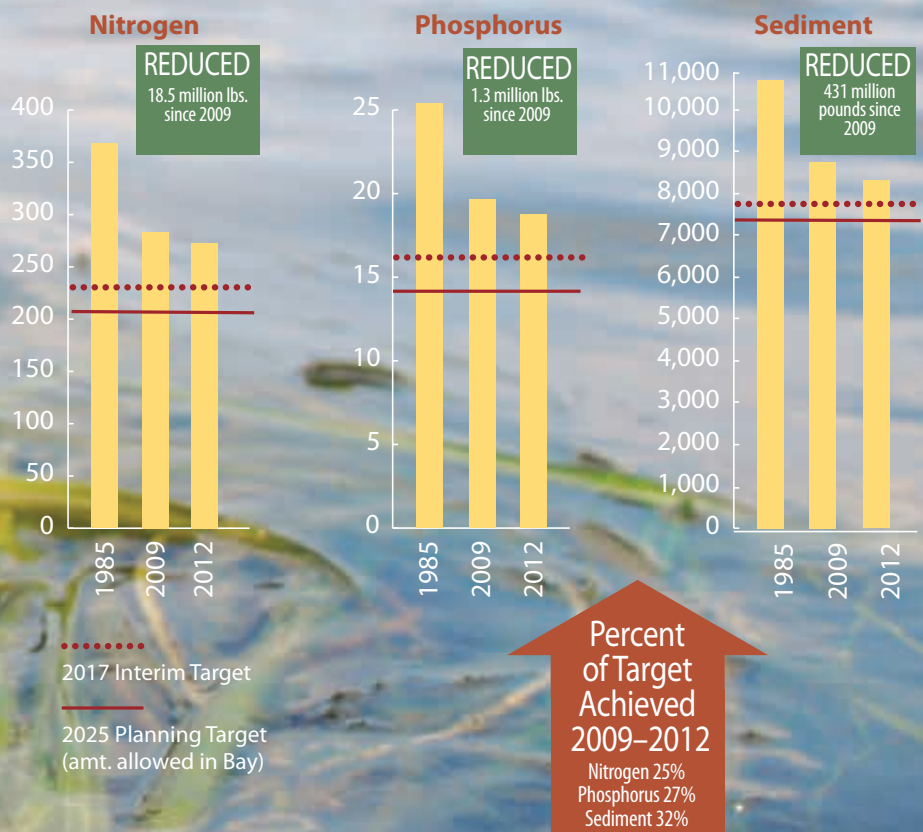 Nitrogen
REDUCED
18.5 million lbs.
since 2009
400
350
300
250
200
150
100
50
0
1985
2009
2012
Phosphorus
REDUCED
1.3 million lbs.
since 2009
25
20
15
10
5
0
1985
2009
2012
Sediment
REDUCED
431 million
pounds since
2009
11,000
10,000
9,000
8,000
7,000
6,000
5,000
4,000
3,000
2,000
1,000
0
1985
2009
2012
2017 Interim Target
2025 Planning Target
(amt. allowed in Bay)
Percent
of Target
Achieved
2009–2012
Nitrogen 25%
Phosphorus 27%
Sediment 32%